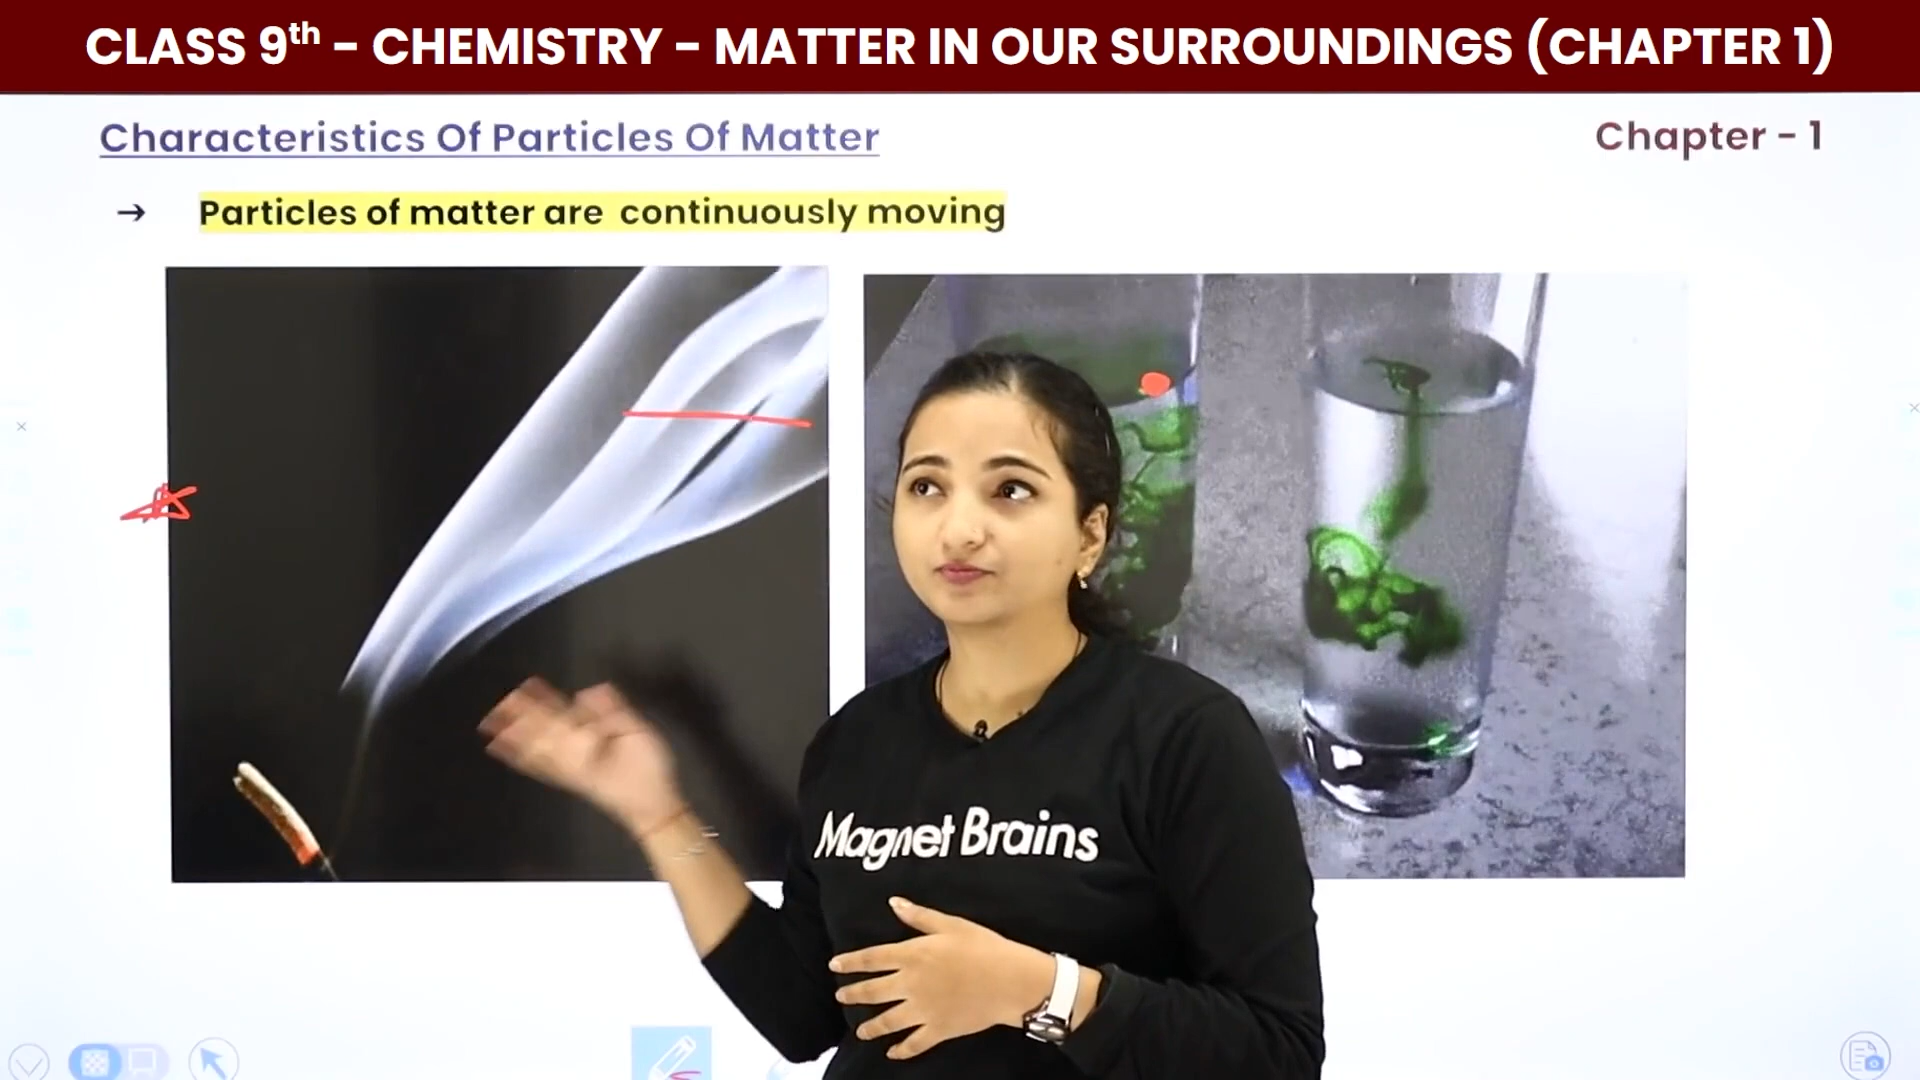 CLASS 9th – CHEMISTRY – MATTER IN OUR SURROUNDINGS (CHAPTER 1)
Characteristics Of Particles Of Matter
Chapter - 1
→ Particles of matter are continuously moving
Magnet Brains